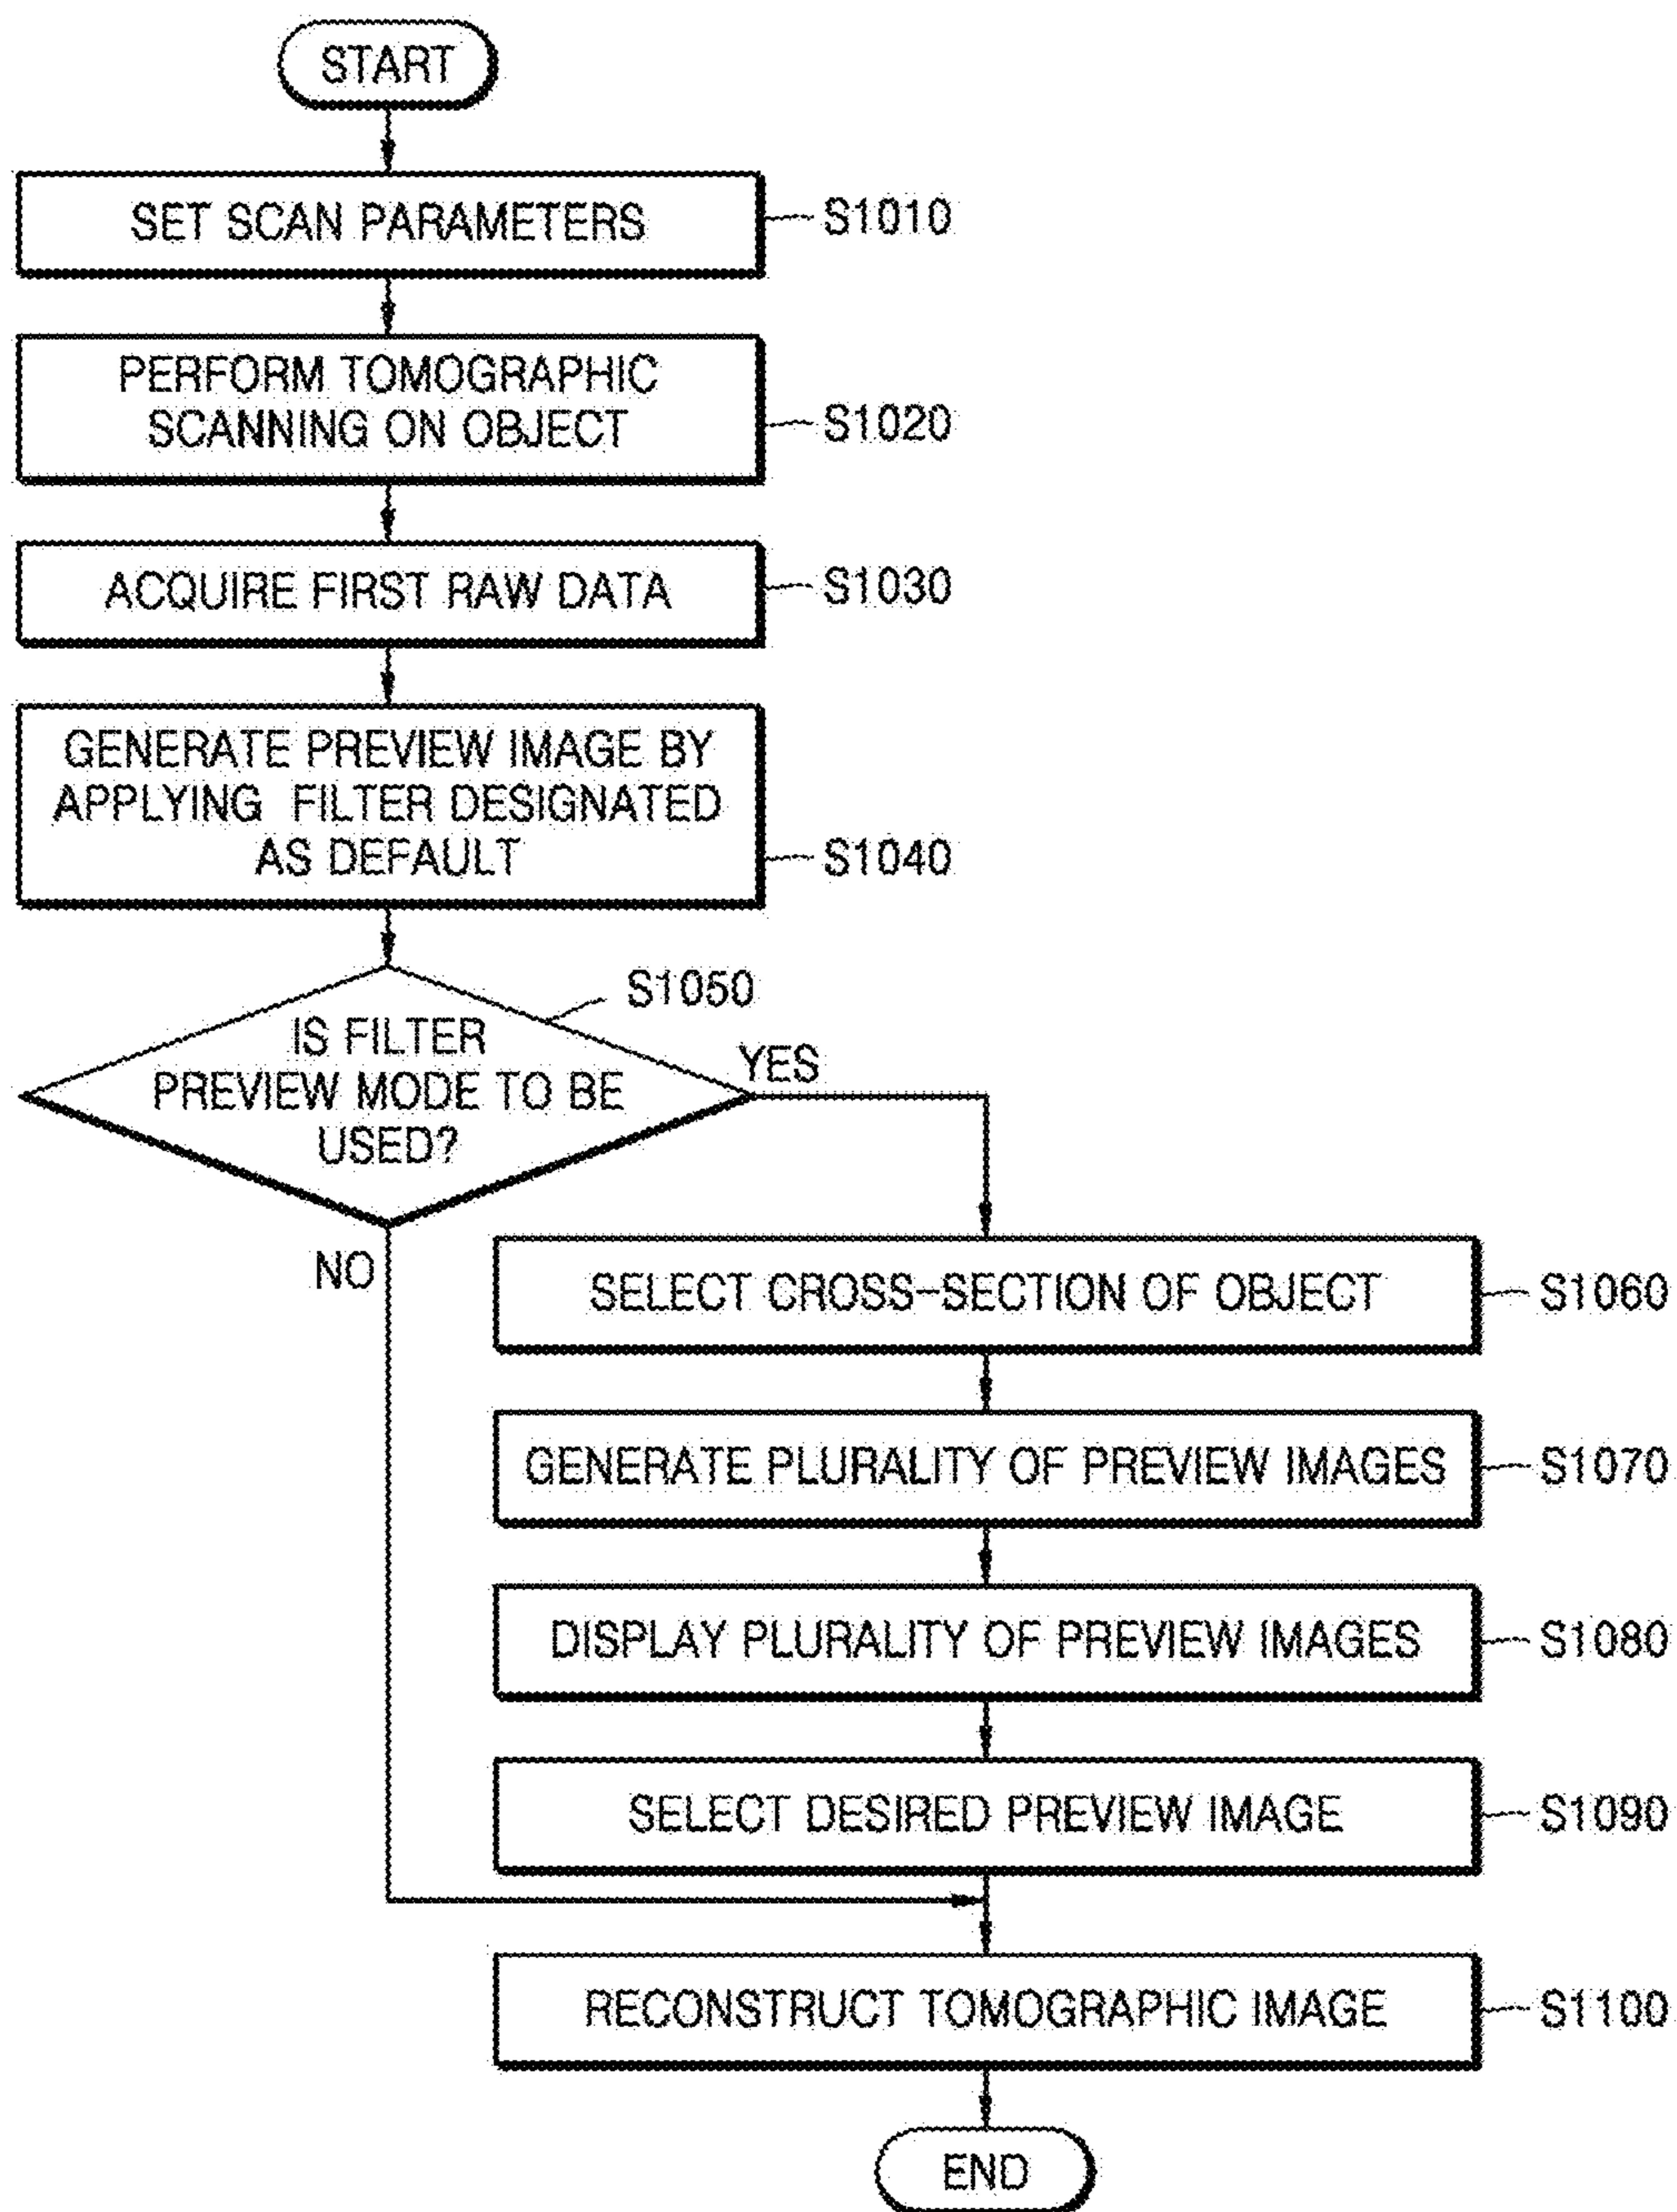 START
SET SCAN PARAMETERS
S1010
PERFORM TOMOGRAPHIC
SCANNING ON OBJECT
S1020
ACQUIRE FIRST RAW DATA
S1030
GENERATE PREVIEW IMAGE BY
APPLYING FILTER DESIGNATED
AS DEFAULT
S1040
S1050
IS FILTER
PREVIEW MODE TO BE
USED?
YES
NO
SELECT CROSS-SECTION OF OBJECT
S1060
GENERATE PLURALITY OF PREVIEW IMAGES
S1070
DISPLAY PLURALITY OF PREVIEW IMAGES
S1080
SELECT DESIRED PREVIEW IMAGE
S1090
RECONSTRUCT TOMOGRAPHIC IMAGE
S1100
END